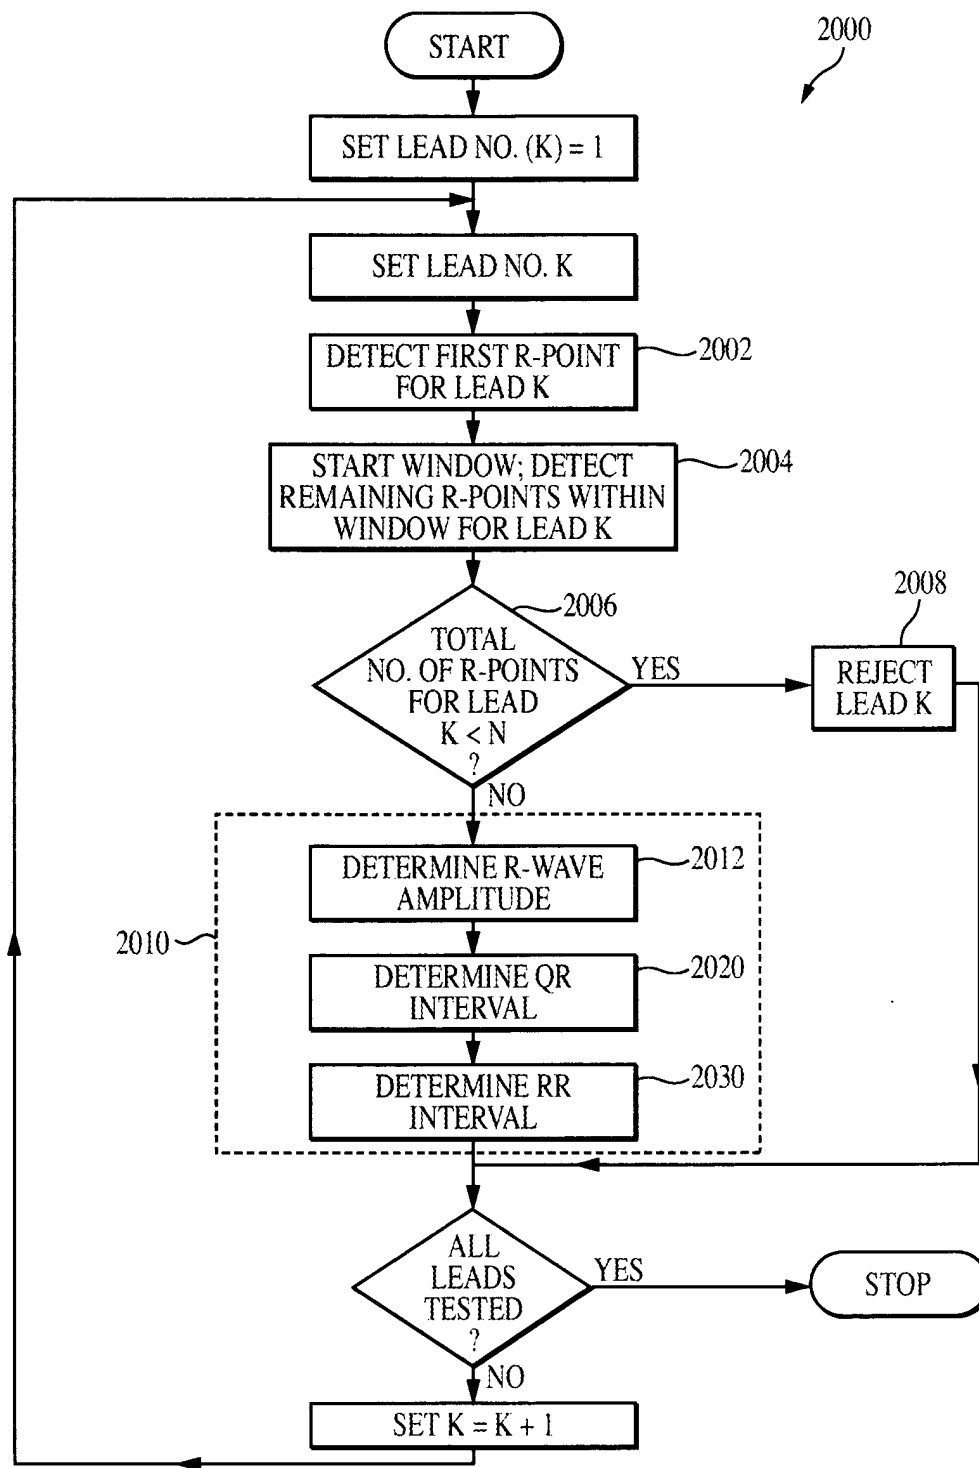 START
2000
SET LEAD NO. (K) = 1
SET LEAD NO. K
DETECT FIRST R-POINT
FOR LEAD K
2002
START WINDOW; DETECT
REMAINING R-POINTS WITHIN
WINDOW FOR LEAD K
2004
2006
TOTAL
NO. OF R-POINTS
FOR LEAD
K < N
?
YES
2008
REJECT
LEAD K
NO
DETERMINE R-WAVE
AMPLITUDE
2012
2010
DETERMINE QR
INTERVAL
2020
DETERMINE RR
INTERVAL
2030
ALL
LEADS
TESTED
?
YES
STOP
NO
SET K = K + 1